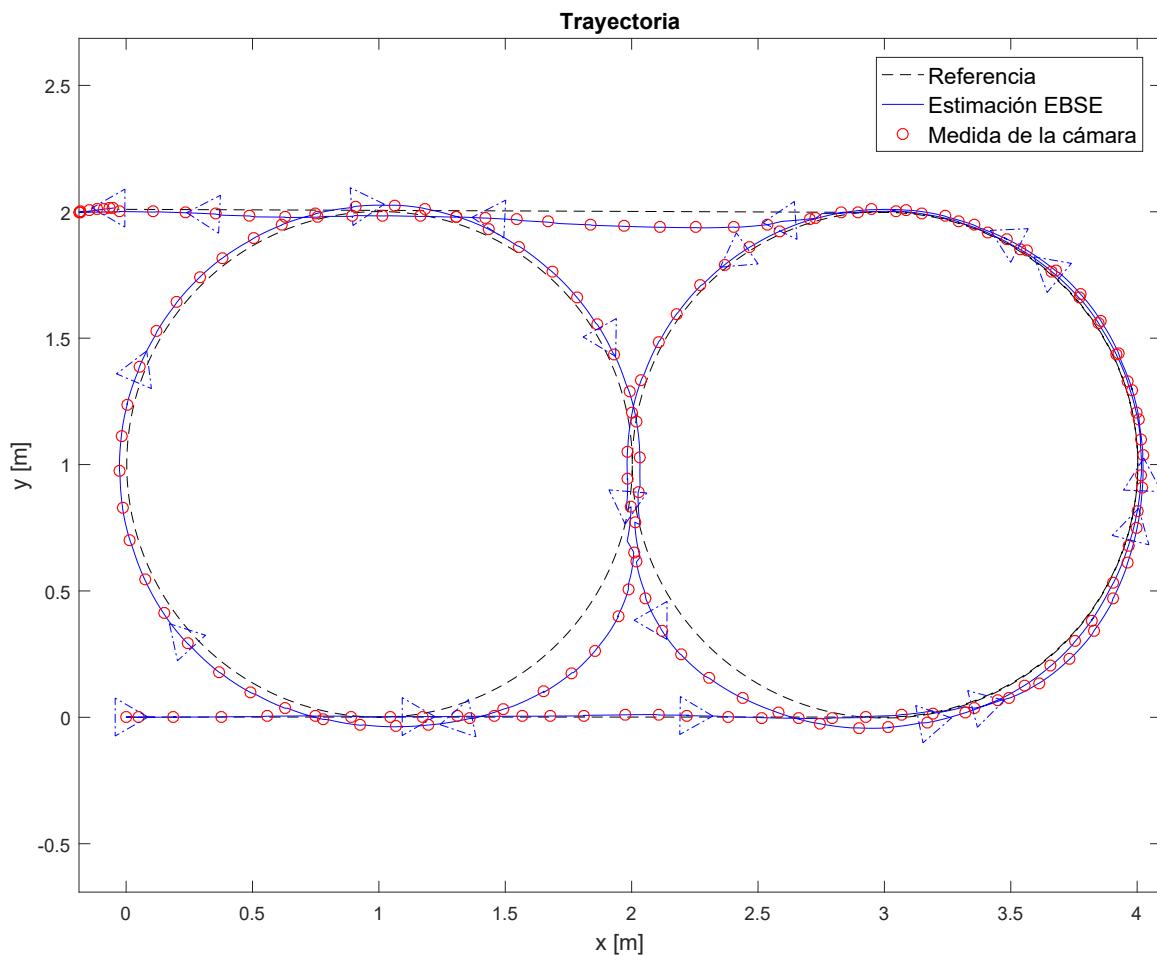 Trayectoria
Referencia
Estimación EBSE
Medida de la cámara
y [m]
2.5
2
1.5
1
0.5
0
-0.5
0 0.5 1 1.5 2 2.5 3 3.5 4
x [m]